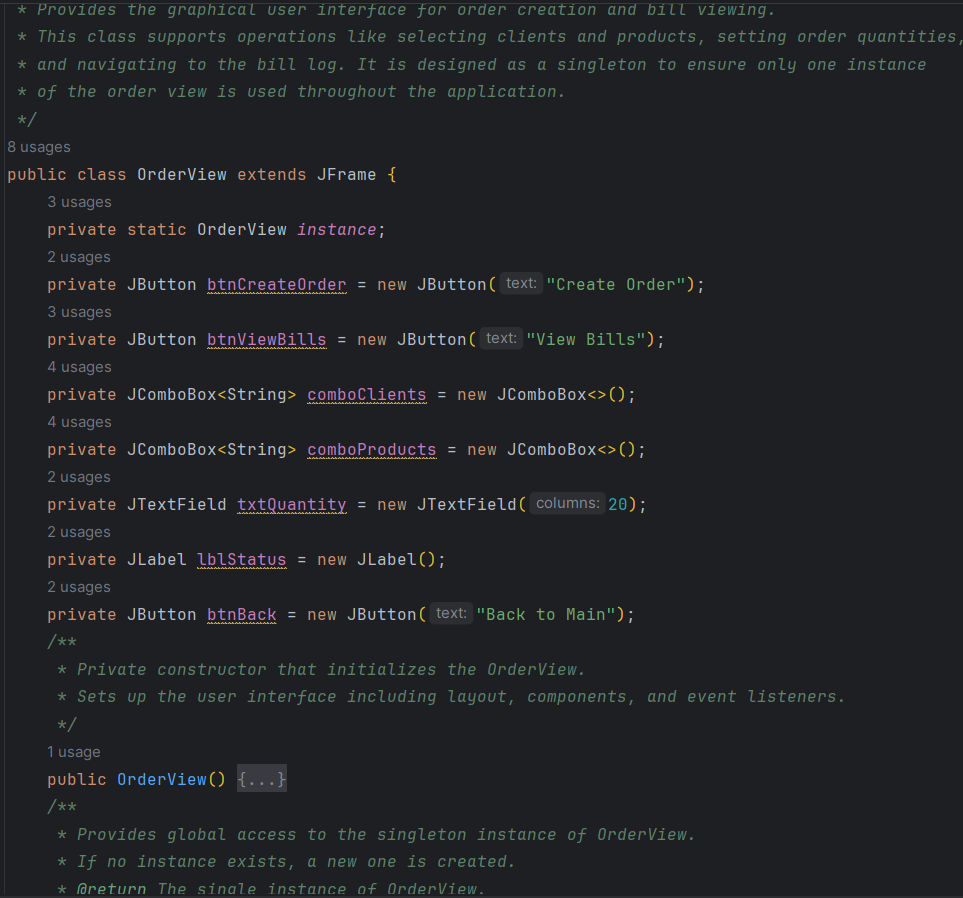 * Provides the graphical user interface for order creation and bill viewing.
* This class supports operations like selecting clients and products, setting order quantities,
* and navigating to the bill log. It is designed as a singleton to ensure only one instance
* of the order view is used throughout the application.
*/
8 usages
public class OrderView extends JFrame {
3 usages
private static OrderView instance;
2 usages
private JButton btnCreateOrder = new JButton( text: "Create Order");
3 usages
private JButton btnViewBills = new JButton( text: "View Bills");
4 usages
private JComboBox<String> comboClients = new JComboBox<>();
4 usages
private JComboBox<String> comboProducts = new JComboBox<>();
2 usages
private JTextField txtQuantity = new JTextField( columns: 20);
2 usages
private JLabel lblStatus = new JLabel();
2 usages
private JButton btnBack = new JButton( text: "Back to Main");
/**
* Private constructor that initializes the OrderView.
* Sets up the user interface including layout, components, and event listeners.
*/
1 usage
public OrderView() {...}
/**
* Provides global access to the singleton instance of OrderView.
* If no instance exists, a new one is created.
* @return The single instance of OrderView.